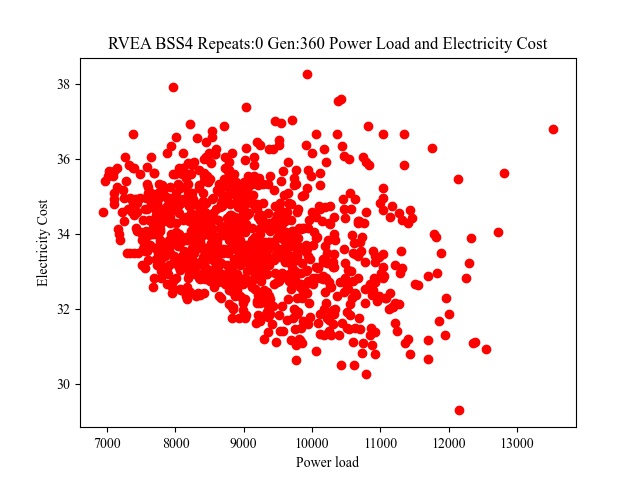 RVEA BSS4 Repeats:0 Gen:360 Power Load and Electricity Cost
Electricity Cost
38
36
34
32
30
7000 8000 9000 10000 11000 12000 13000
Power load